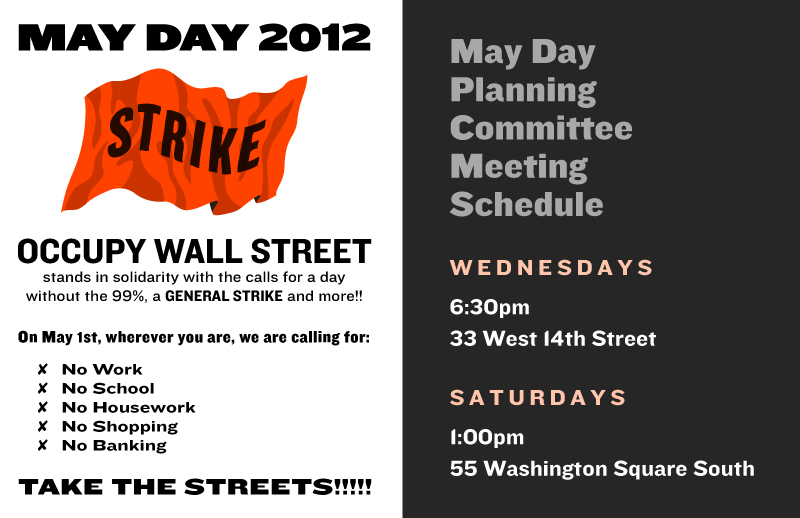 MAY DAY 2012
STRIKE
OCCUPY WALL STREET
stands in solidarity with the calls for a day
without the 99%, a GENERAL STRIKE and more!!
On May 1st, wherever you are, we are calling for:
✘ No Work
✘ No School
✘ No Housework
✘ No Shopping
✘ No Banking
TAKE THE STREETS!!!!!
May Day
Planning
Committee
Meeting
Schedule
WEDNESDAYS
6:30pm
33 West 14th Street
SATURDAYS
1:00pm
55 Washington Square South